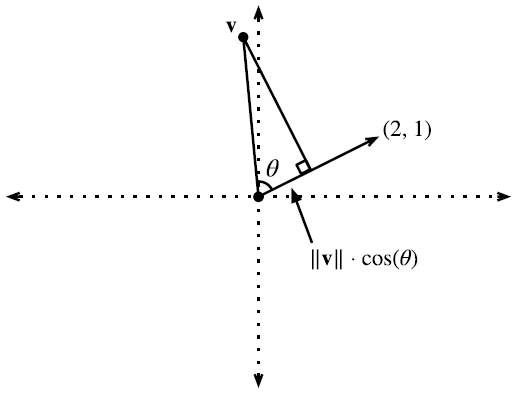 v
(2, 1)
θ
‖v‖ · cos(θ)